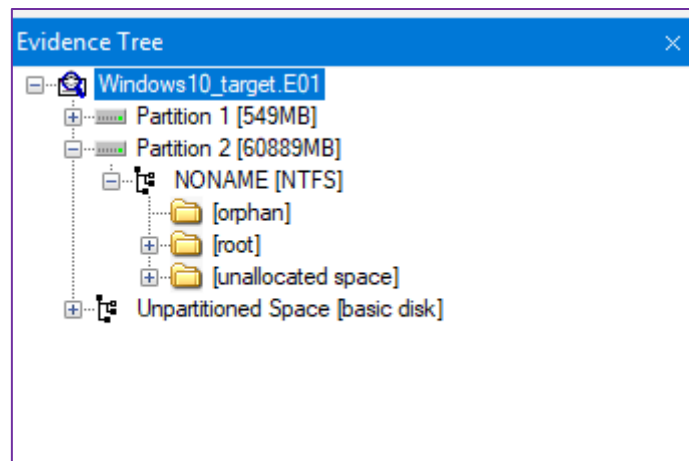 Evidence Tree
Windows10_target.E01
Partition 1 [549MB]
Partition 2 [60889MB]
NONAME [NTFS]
[orphan]
[root]
[unallocated space]
Unpartitioned Space [basic disk]